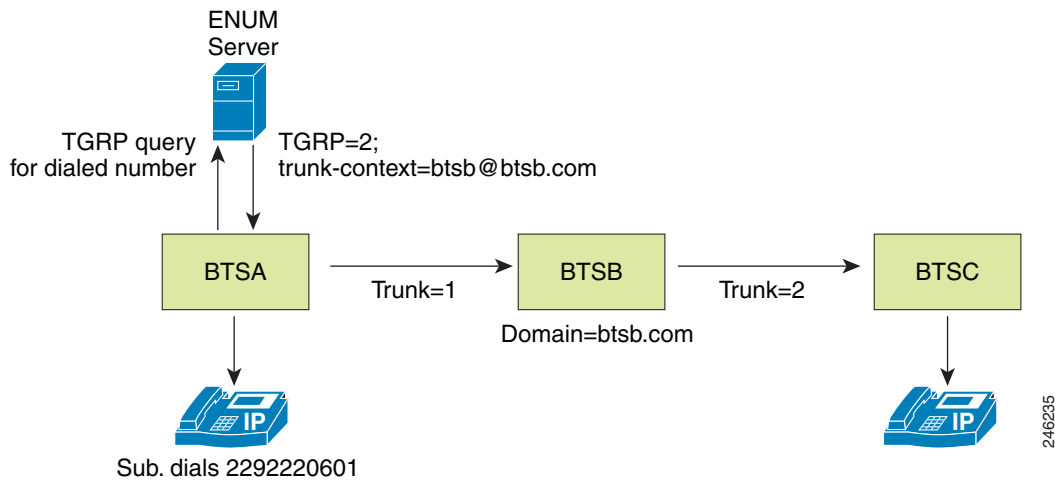 ENUM
Server
TGRP query
for dialed number
TGRP=2;
trunk-context=btsb@btsb.com
BTSA
Trunk=1
BTSB
Trunk=2
BTSC
Domain=btsb.com
IP
IP
Sub. dials 2292220601
246235